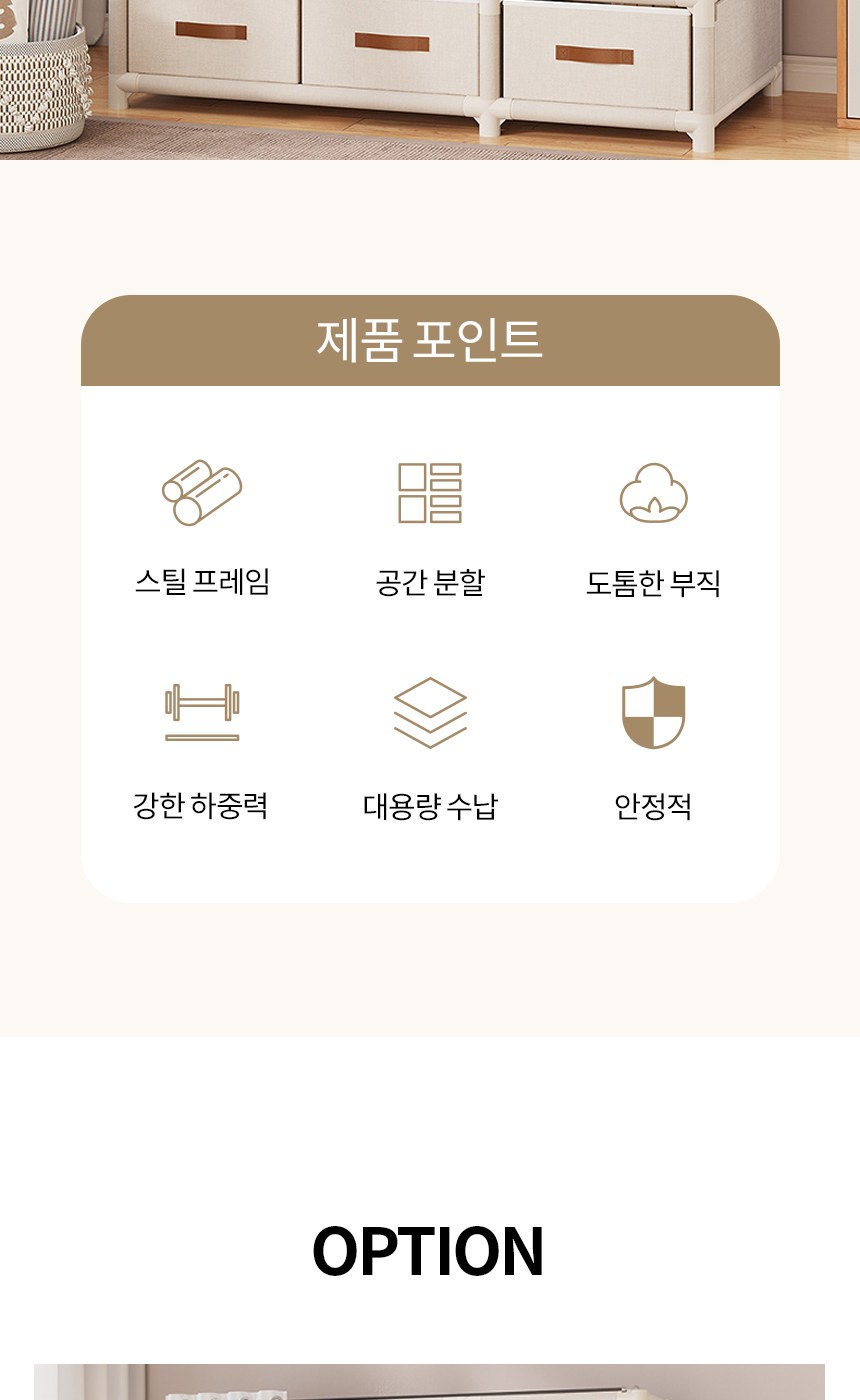 제품 포인트
스틸 프레임
공간 분할
도톰한 부직
강한 하중력
대용량 수납
안정적
OPTION